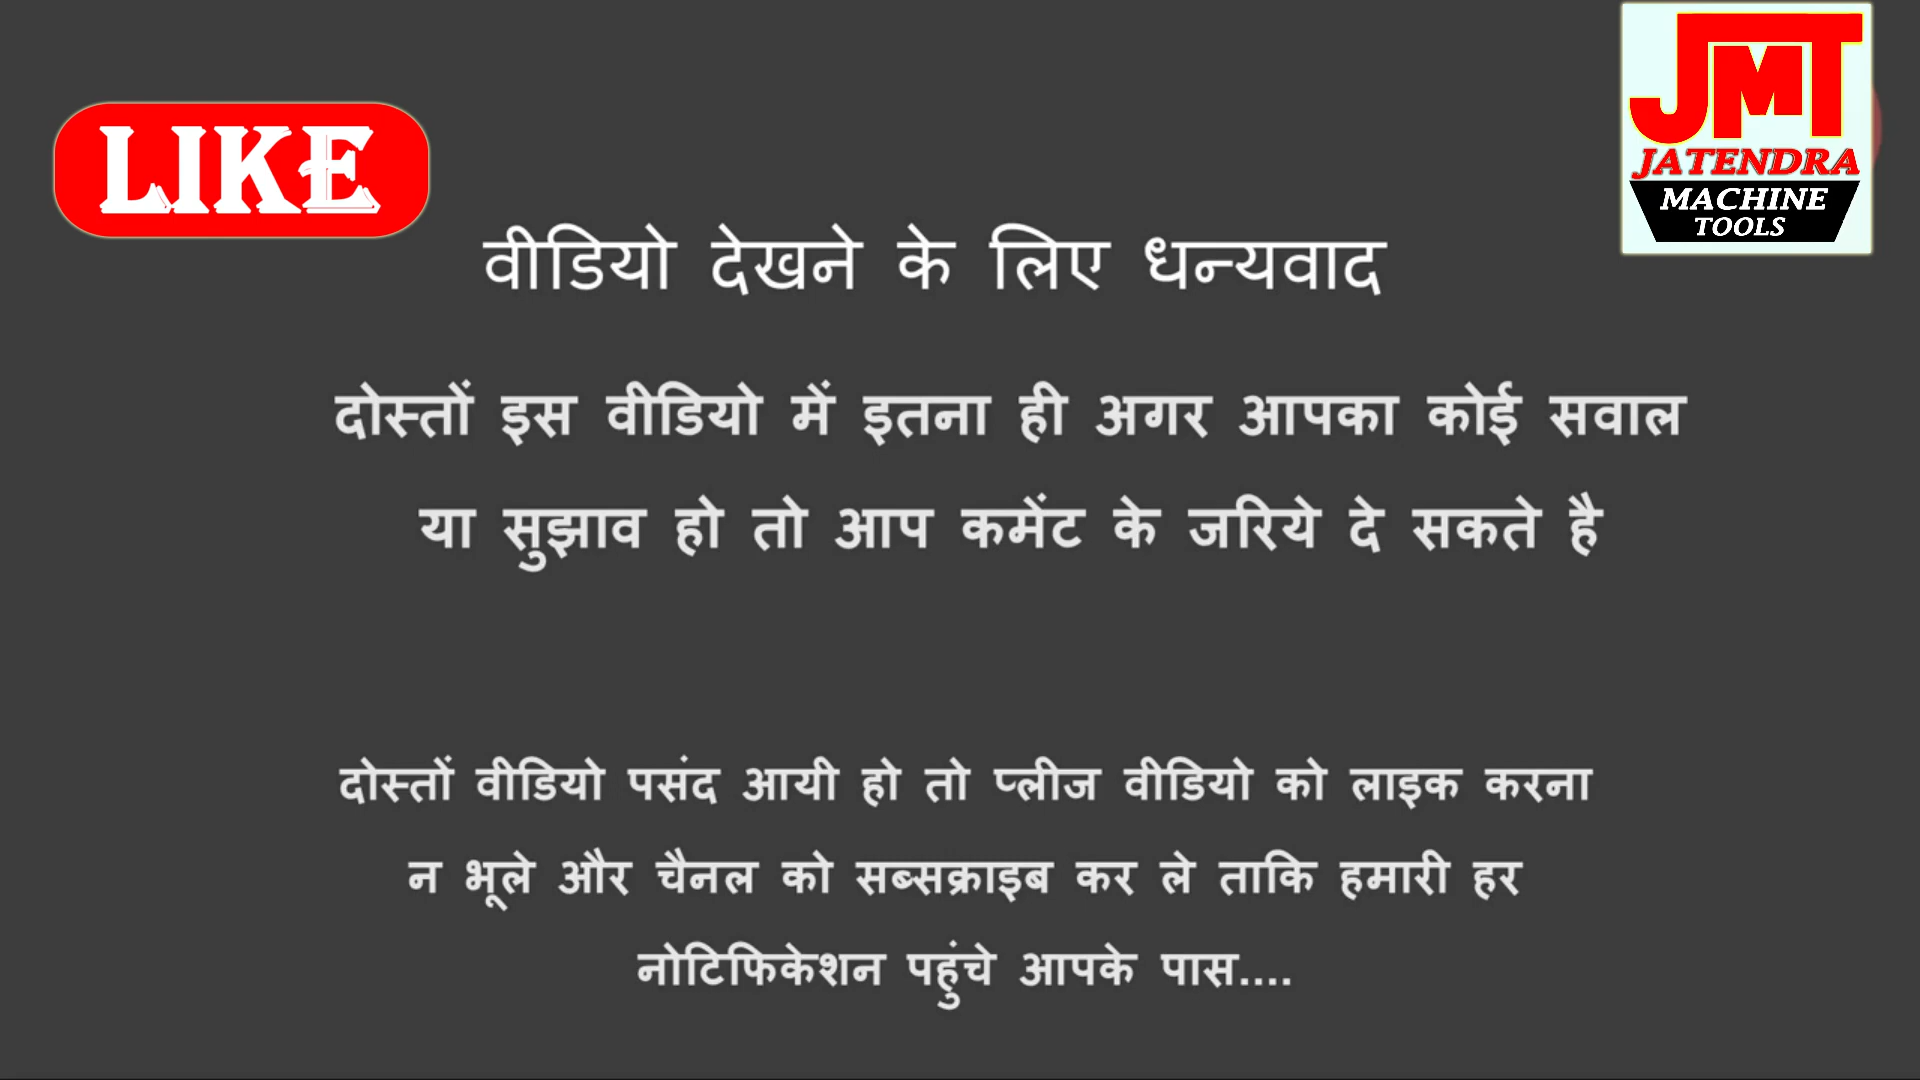 JMT
JATENDRA
MACHINE
TOOLS
LIKE
वीडियो देखने के लिए धन्यवाद
दोस्तों इस वीडियो में इतना ही अगर आपका कोई सवाल
या सुझाव हो तो आप कमेंट के जरिये दे सकते है
दोस्तों वीडियो पसंद आयी हो तो प्लीज वीडियो को लाइक करना
न भूले और चैनल को सब्सक्राइब कर ले ताकि हमारी हर
नोटिफिकेशन पहुंचे आपके पास....